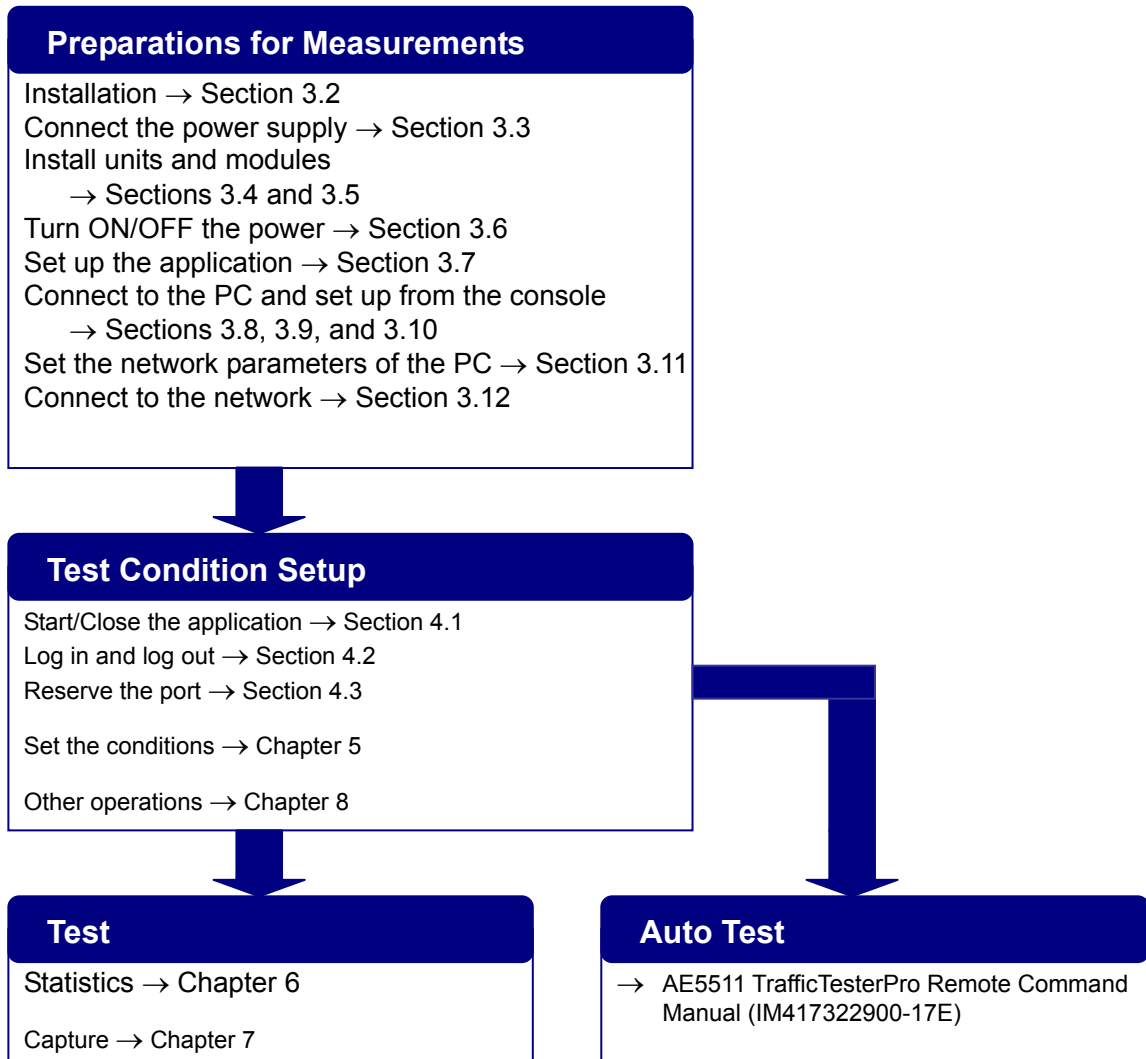 Preparations for Measurements
Installation → Section 3.2
Connect the power supply → Section 3.3
Install units and modules
→ Sections 3.4 and 3.5
Turn ON/OFF the power → Section 3.6
Set up the application → Section 3.7
Connect to the PC and set up from the console
→ Sections 3.8, 3.9, and 3.10
Set the network parameters of the PC → Section 3.11
Connect to the network → Section 3.12
Test Condition Setup
Start/Close the application → Section 4.1
Log in and log out → Section 4.2
Reserve the port → Section 4.3
Set the conditions → Chapter 5
Other operations → Chapter 8
Test
Statistics → Chapter 6
Capture → Chapter 7
Auto Test
→ AE5511 TrafficTesterPro Remote Command
Manual (IM417322900-17E)